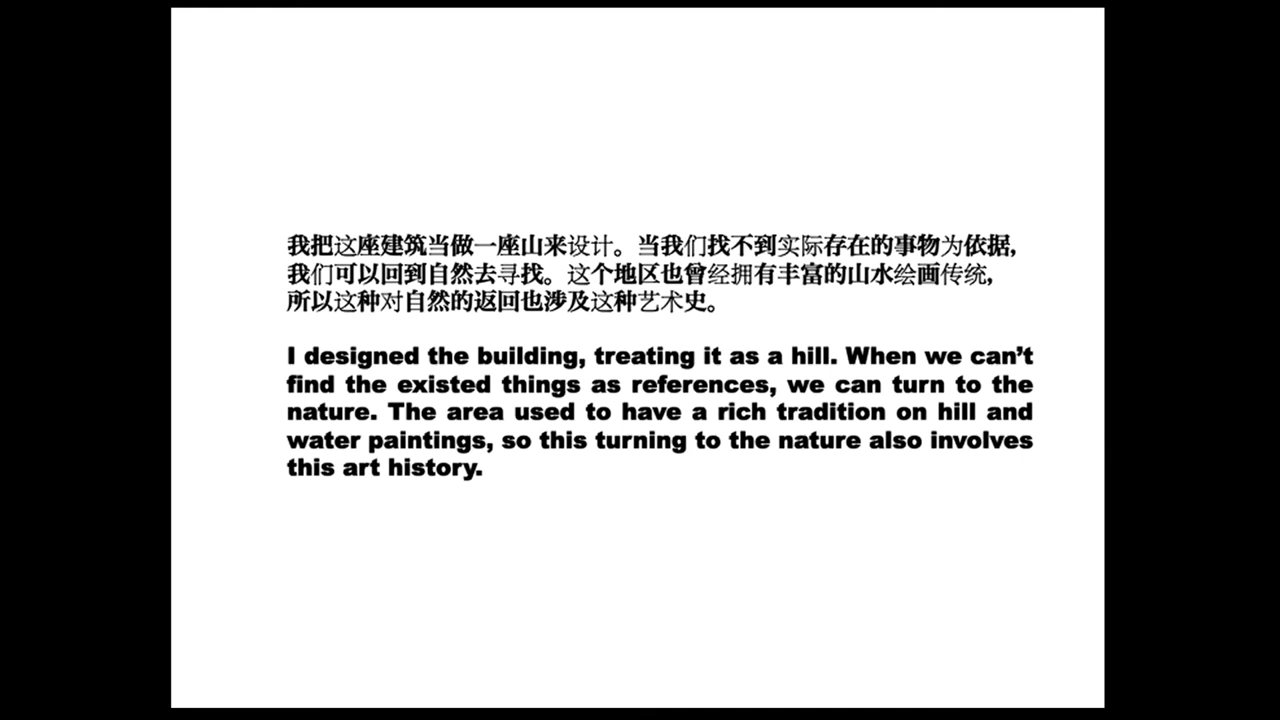 我把这座建筑当做一座山来设计。当我们找不到实际存在的事物为依据,
我们可以回到自然去寻找。这个地区也曾经拥有丰富的山水绘画传统,
所以这种对自然的返回也涉及这种艺术史。
I designed the building, treating it as a hill. When we can’t
find the existed things as references, we can turn to the
nature. The area used to have a rich tradition on hill and
water paintings, so this turning to the nature also involves
this art history.